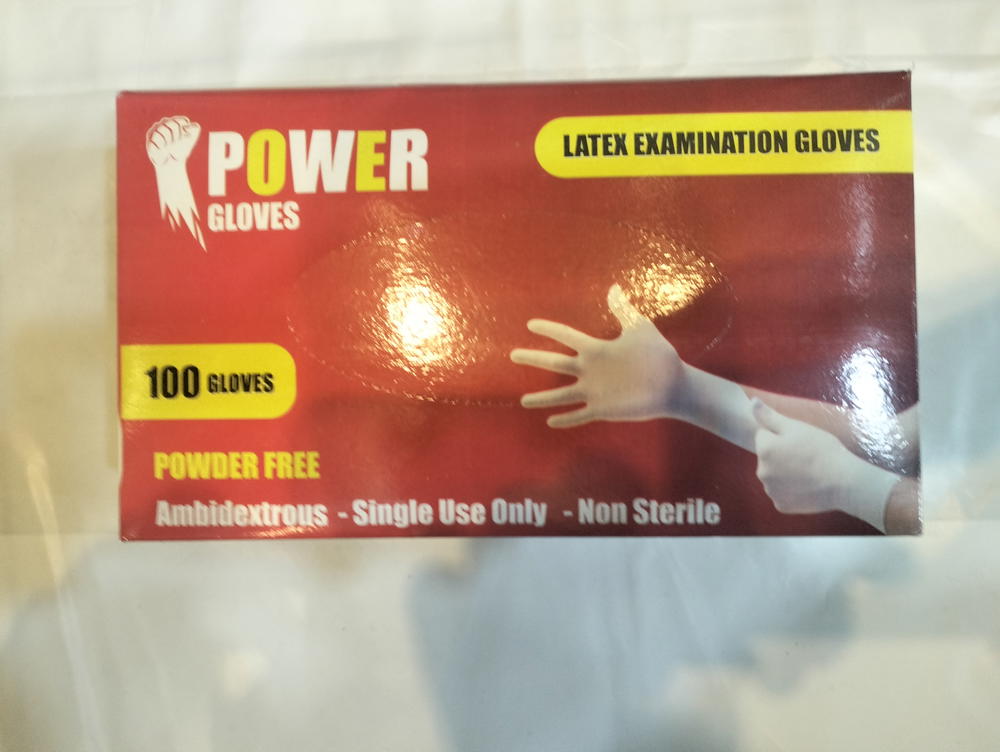 POWER
GLOVES
LATEX EXAMINATION GLOVES
100 GLOVES
POWDER FREE
Ambidextrous - Single Use Only - Non Sterile